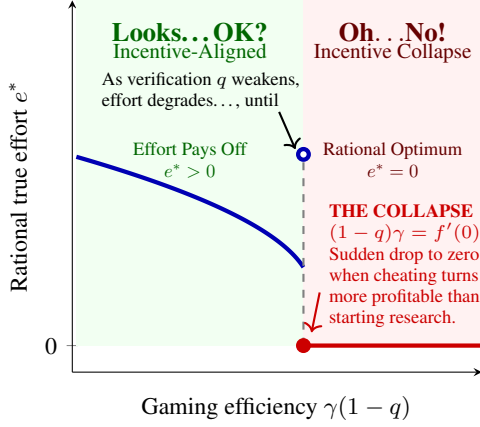 Looks…OK?
Incentive-Aligned
Oh…No!
Incentive Collapse
As verification q weakens,
effort degrades…, until
Effort Pays Off
e* > 0
Rational Optimum
e* = 0
THE COLLAPSE
(1 − q)γ = f′(0)
Sudden drop to zero
when cheating turns
more profitable than
starting research.
Rational true effort e*
0
Gaming efficiency γ(1 − q)